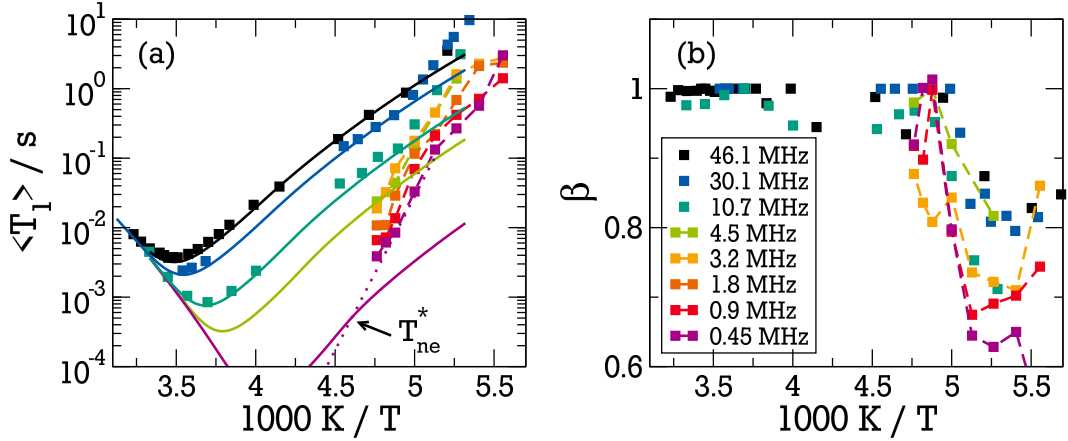 (a)
10^1
10^0
10^-1
10^-2
10^-3
10^-4
<T_1> / s
T*_ne
3.5 4 4.5 5 5.5
1000 K / T
(b)
1
0.8
0.6
β
46.1 MHz
30.1 MHz
10.7 MHz
4.5 MHz
3.2 MHz
1.8 MHz
0.9 MHz
0.45 MHz
3.5 4 4.5 5 5.5
1000 K / T